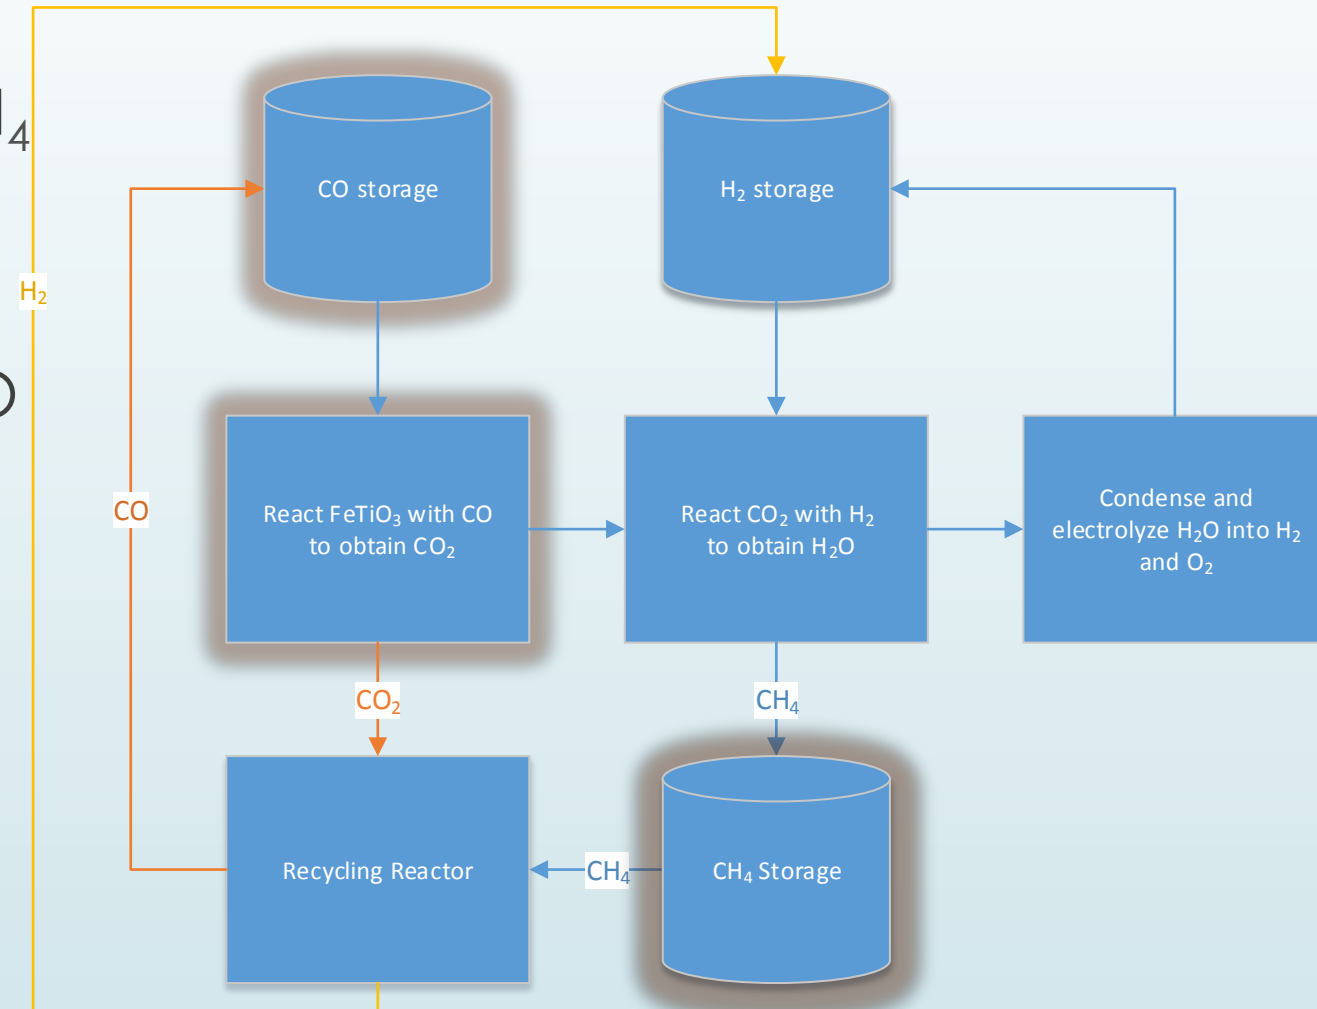 H₄
CO storage
H₂ storage
H₂
O
CO
React FeTiO₃ with CO
to obtain CO₂
React CO₂ with H₂
to obtain H₂O
Condense and
electrolyze H₂O into H₂
and O₂
CO₂
CH₄
Recycling Reactor
CH₄
CH₄ Storage